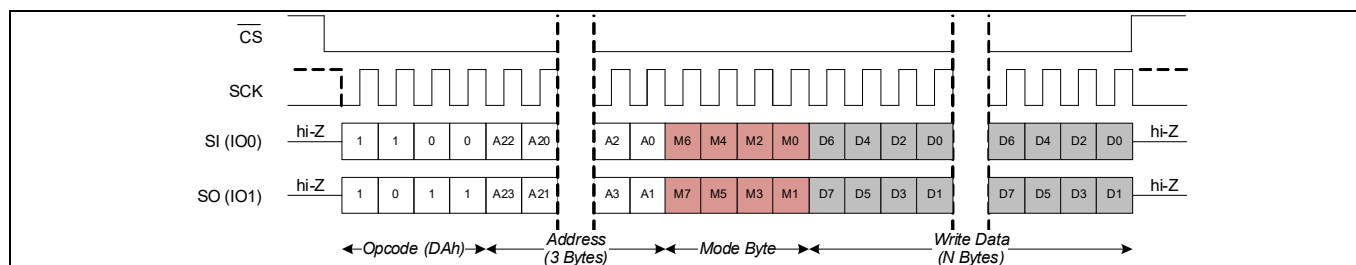 CS
SCK
SI (IO0) hi-Z 1 1 0 0 A22 A20 A2 A0 M6 M4 M2 M0 D6 D4 D2 D0 D6 D4 D2 D0 hi-Z
SO (IO1) hi-Z 1 0 1 1 A23 A21 A3 A1 M7 M5 M3 M1 D7 D5 D3 D1 D7 D5 D3 D1 hi-Z
Opcode (DAh) Address Mode Byte Write Data
(3 Bytes) (N Bytes)